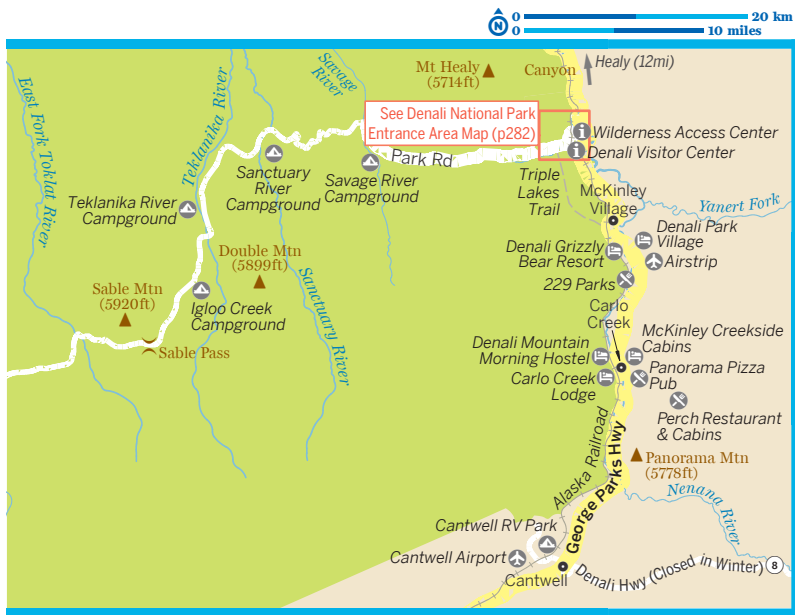 0 20 km
N
0 10 miles
Mt Healy
(5714ft)
Canyon
Healy (12mi)
Savage
River
Teklanika River
East Fork Toklat River
See Denali National Park
Entrance Area Map (p282)
Wilderness Access Center
Denali Visitor Center
Park Rd
Sanctuary
River
Campground
Savage River
Campground
Triple
Lakes
Trail
McKinley
Village
Yanert Fork
Teklanika River
Campground
Denali Park
Village
Airstrip
Double Mtn
(5899ft)
Denali Grizzly
Bear Resort
229 Parks
Sable Mtn
(5920ft)
Igloo Creek
Campground
Sanctuary River
Carlo
Creek
Sable Pass
Denali Mountain
Morning Hostel
McKinley Creekside
Cabins
Carlo Creek
Lodge
Panorama Pizza
Pub
Perch Restaurant
& Cabins
Alaska Railroad
George Parks Hwy
Panorama Mtn
(5778ft)
Nenana
River
Cantwell RV Park
Cantwell Airport
Cantwell
Denali Hwy (Closed in Winter)
8